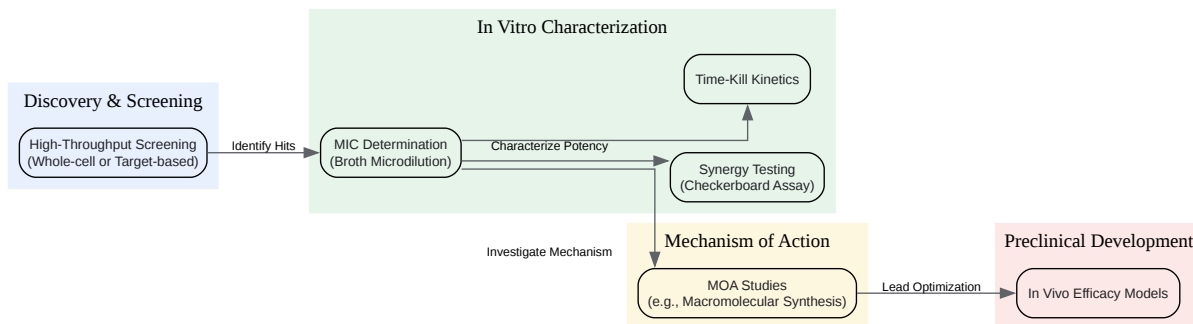 In Vitro Characterization
Time-Kill Kinetics
Discovery & Screening
High-Throughput Screening
(Whole-cell or Target-based)
Identify Hits
MIC Determination
(Broth Microdilution)
Characterize Potency
Synergy Testing
(Checkerboard Assay)
Investigate Mechanism
Mechanism of Action
MOA Studies
(e.g., Macromolecular Synthesis)
Lead Optimization
Preclinical Development
In Vivo Efficacy Models